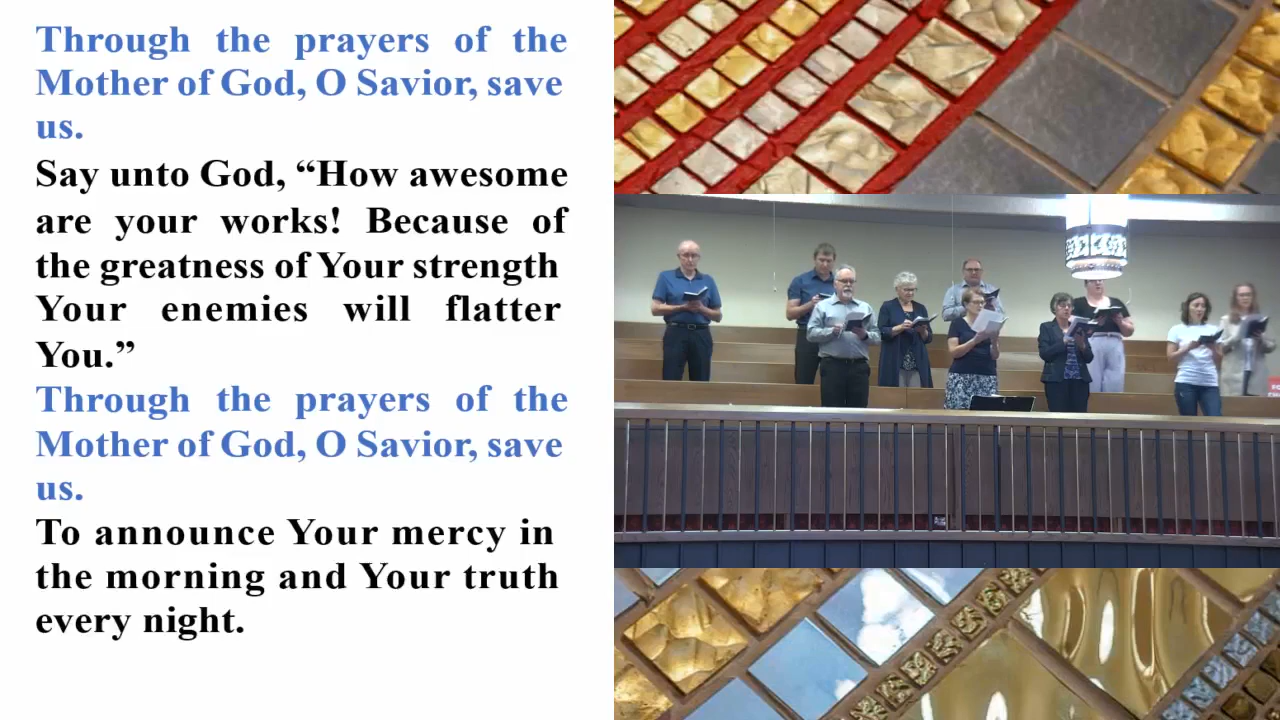 Through the prayers of the
Mother of God, O Savior, save
us.
Say unto God, “How awesome
are your works! Because of
the greatness of Your strength
Your enemies will flatter
You.”
Through the prayers of the
Mother of God, O Savior, save
us.
To announce Your mercy in
the morning and Your truth
every night.